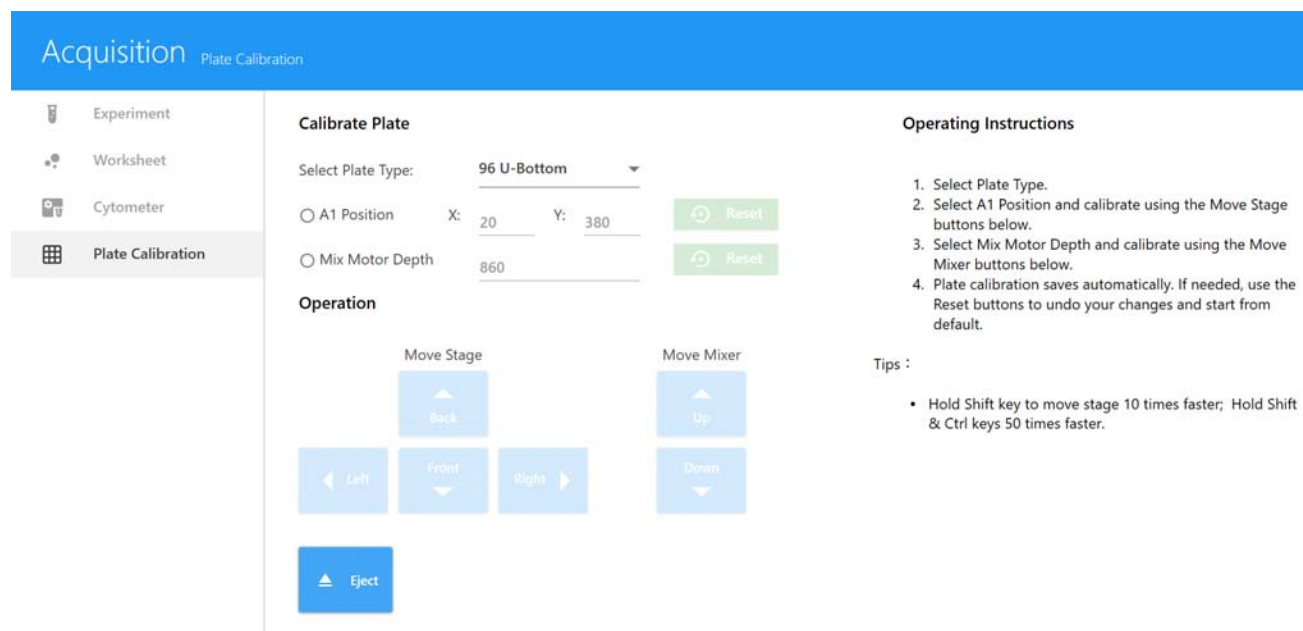 Acquisition Plate Calibration
Experiment
Worksheet
Cytometer
Plate Calibration
Calibrate Plate
Select Plate Type: 96 U-Bottom
A1 Position X: 20 Y: 380 Reset
Mix Motor Depth 860 Reset
Operation
Move Stage Move Mixer
Back Up
Left Front Right Down
Eject
Operating Instructions
1. Select Plate Type.
2. Select A1 Position and calibrate using the Move Stage
buttons below.
3. Select Mix Motor Depth and calibrate using the Move
Mixer buttons below.
4. Plate calibration saves automatically. If needed, use the
Reset buttons to undo your changes and start from
default.
Tips：
• Hold Shift key to move stage 10 times faster; Hold Shift
& Ctrl keys 50 times faster.